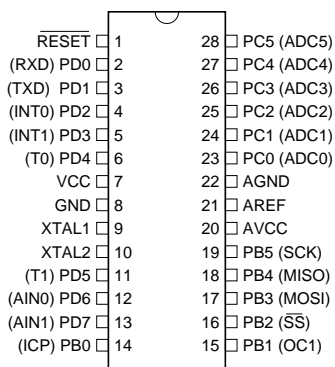 RESET 1 28 PC5 (ADC5)
(RXD) PD0 2 27 PC4 (ADC4)
(TXD) PD1 3 26 PC3 (ADC3)
(INT0) PD2 4 25 PC2 (ADC2)
(INT1) PD3 5 24 PC1 (ADC1)
(T0) PD4 6 23 PC0 (ADC0)
VCC 7 22 AGND
GND 8 21 AREF
XTAL1 9 20 AVCC
XTAL2 10 19 PB5 (SCK)
(T1) PD5 11 18 PB4 (MISO)
(AIN0) PD6 12 17 PB3 (MOSI)
(AIN1) PD7 13 16 PB2 (SS)
(ICP) PB0 14 15 PB1 (OC1)